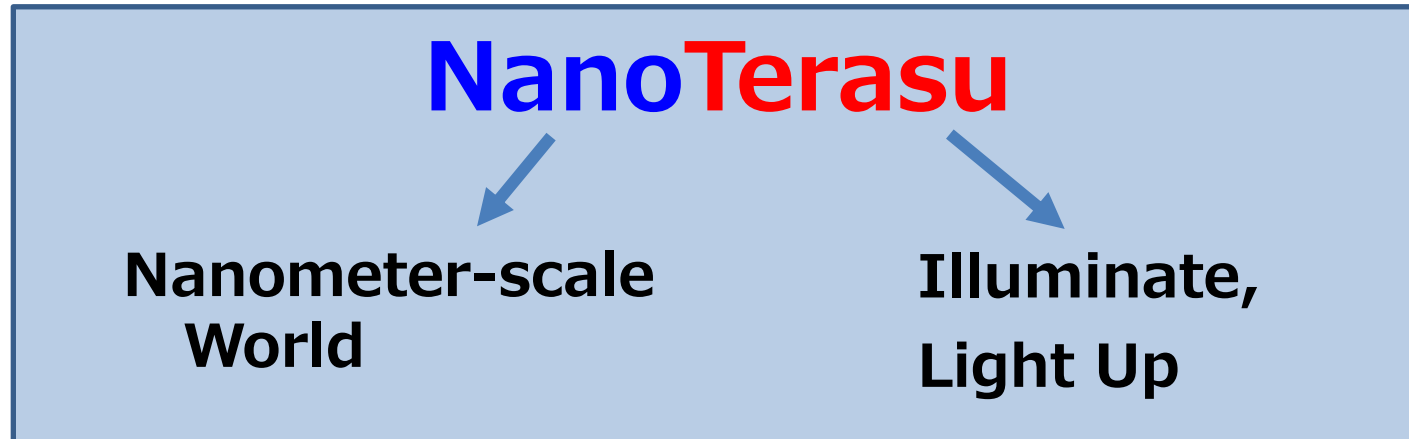 NanoTerasu
Nanometer-scale
World
Illuminate,
Light Up